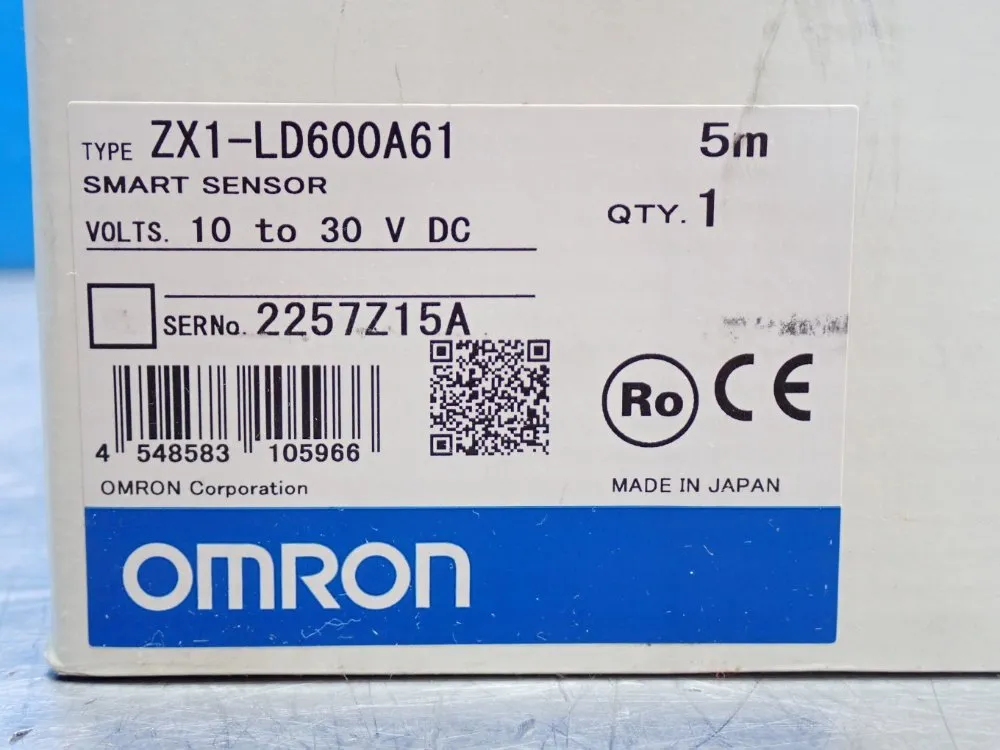 TYPE ZX1-LD600A61 5m
SMART SENSOR
QTY. 1
VOLTS. 10 to 30 V DC
SERNo. 2257Z15A
Ro CE
4 548583 105966
OMRON Corporation
MADE IN JAPAN
OMRON